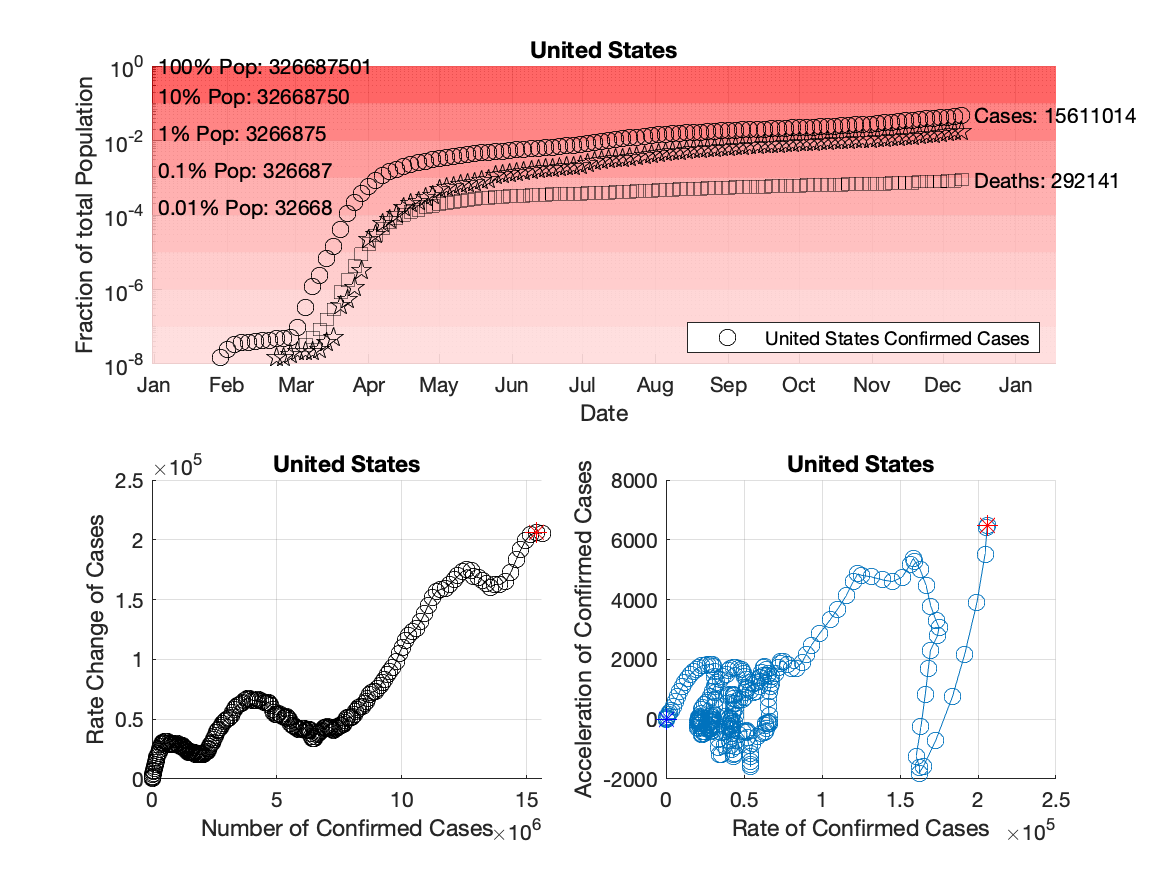 United States
Fraction of total Population
10^0
10^-2
10^-4
10^-6
10^-8
100% Pop: 326687501
10% Pop: 32668750
1% Pop: 3266875
0.1% Pop: 326687
0.01% Pop: 32668
Cases: 15611014
Deaths: 292141
United States Confirmed Cases
Jan Feb Mar Apr May Jun Jul Aug Sep Oct Nov Dec Jan
Date
United States
×10^5
Rate Change of Cases
2.5
2
1.5
1
0.5
0
0 5 10 15
Number of Confirmed Cases ×10^6
United States
Acceleration of Confirmed Cases
8000
6000
4000
2000
0
-2000
0 0.5 1 1.5 2 2.5
Rate of Confirmed Cases ×10^5